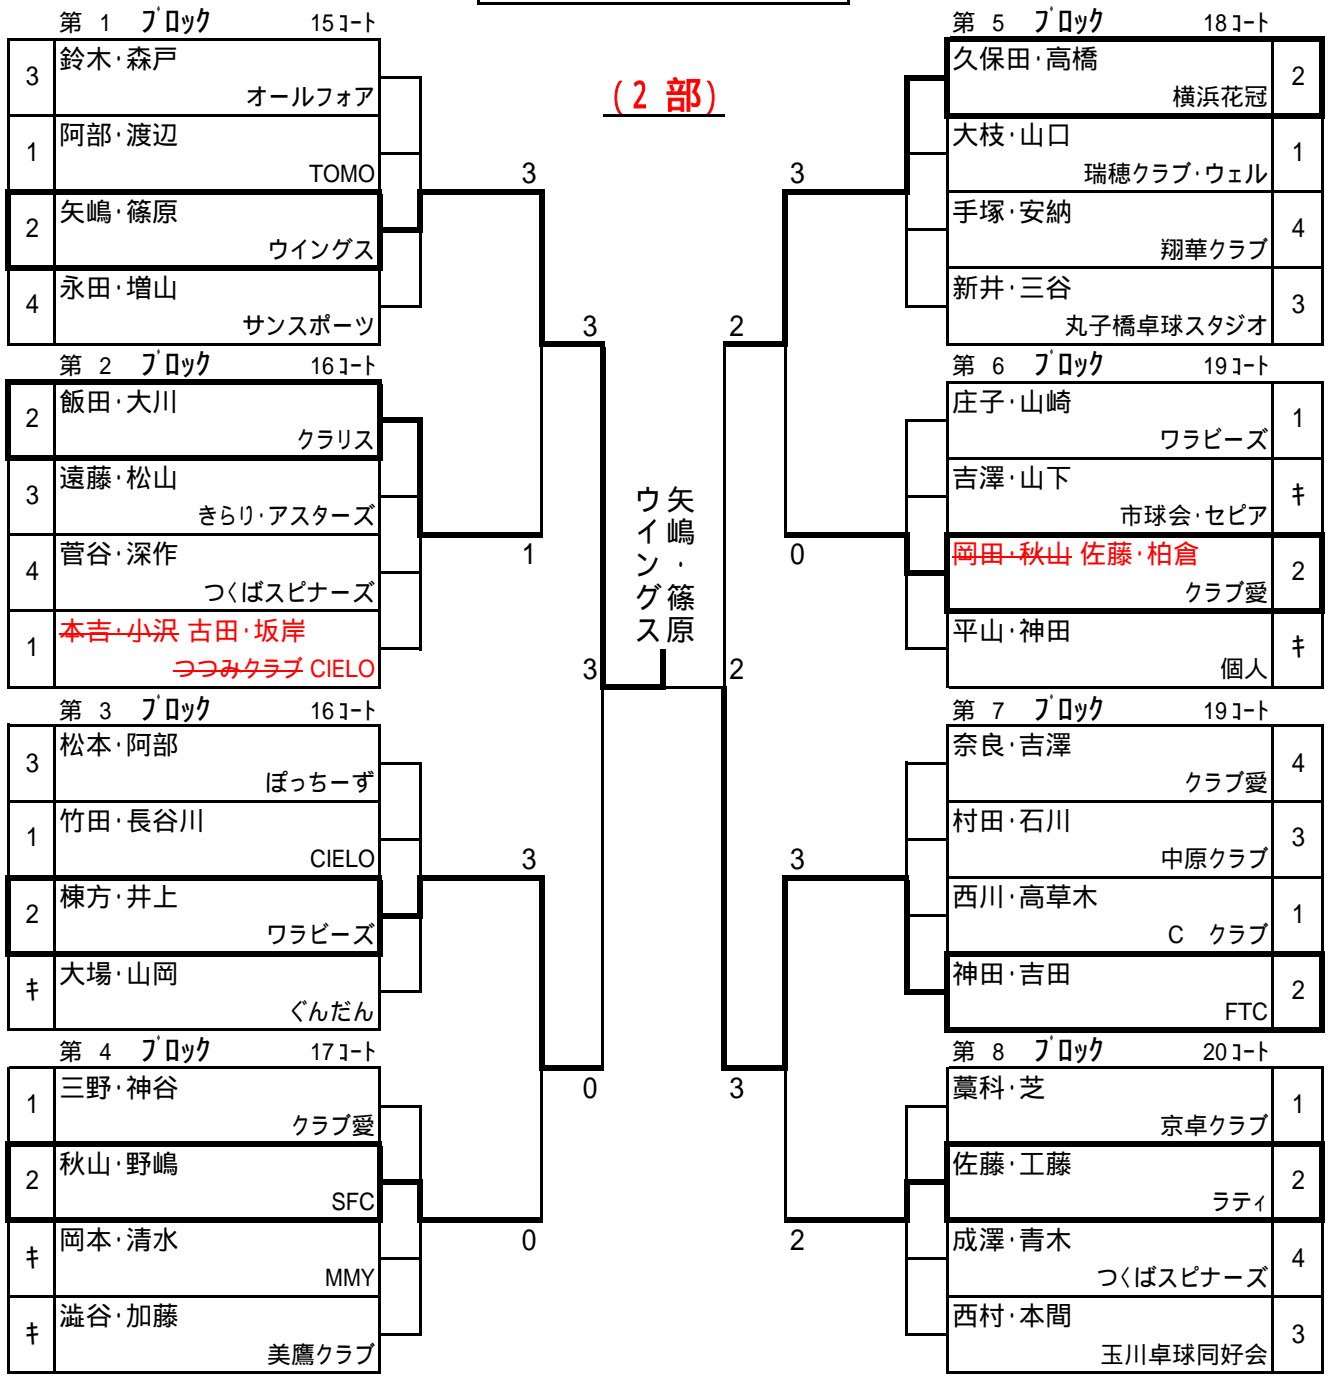 (2 部)
第 1 ブロック 15コート
3 鈴木・森戸
オールフォア
1 阿部・渡辺
TOMO
2 矢嶋・篠原
ウイングス
4 永田・増山
サンスポーツ
第 2 ブロック 16コート
2 飯田・大川
クラリス
3 遠藤・松山
きらり・アスターズ
4 菅谷・深作
つくばスピナーズ
1 本吉・小沢 古田・坂岸
つつみクラブ CIELO
第 3 ブロック 16コート
3 松本・阿部
ぽっちーず
1 竹田・長谷川
CIELO
2 棟方・井上
ワラビーズ
キ 大場・山岡
ぐんだん
第 4 ブロック 17コート
1 三野・神谷
クラブ愛
2 秋山・野嶋
SFC
キ 岡本・清水
MMY
キ 澁谷・加藤
美鷹クラブ
3
1
3
0
3
0
3
矢嶋・篠原
ウイングス
2
2
3
3
0
3
2
第 5 ブロック 18コート
久保田・高橋 2
横浜花冠
大枝・山口 1
瑞穂クラブ・ウェル
手塚・安納 4
翔華クラブ
新井・三谷 3
丸子橋卓球スタジオ
第 6 ブロック 19コート
庄子・山崎 1
ワラビーズ
吉澤・山下 キ
市球会・セピア
岡田・秋山 佐藤・柏倉 2
クラブ愛
平山・神田 キ
個人
第 7 ブロック 19コート
奈良・吉澤 4
クラブ愛
村田・石川 3
中原クラブ
西川・高草木 1
C クラブ
神田・吉田 2
FTC
第 8 ブロック 20コート
藁科・芝 1
京卓クラブ
佐藤・工藤 2
ラティ
成澤・青木 4
つくばスピナーズ
西村・本間 3
玉川卓球同好会